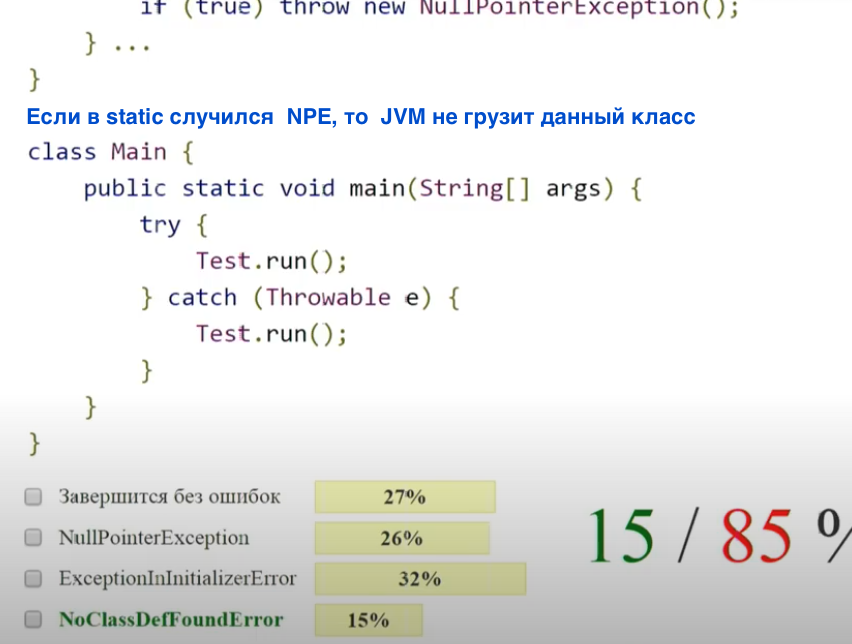 if (true) throw new NullPointerException();
} ...
}
Если в static случился NPE, то JVM не грузит данный класс
class Main {
public static void main(String[] args) {
try {
Test.run();
} catch (Throwable e) {
Test.run();
}
}
}
Завершится без ошибок 27%
NullPointerException 26%
ExceptionInInitializerError 32%
NoClassDefFoundError 15%
15 / 85 %